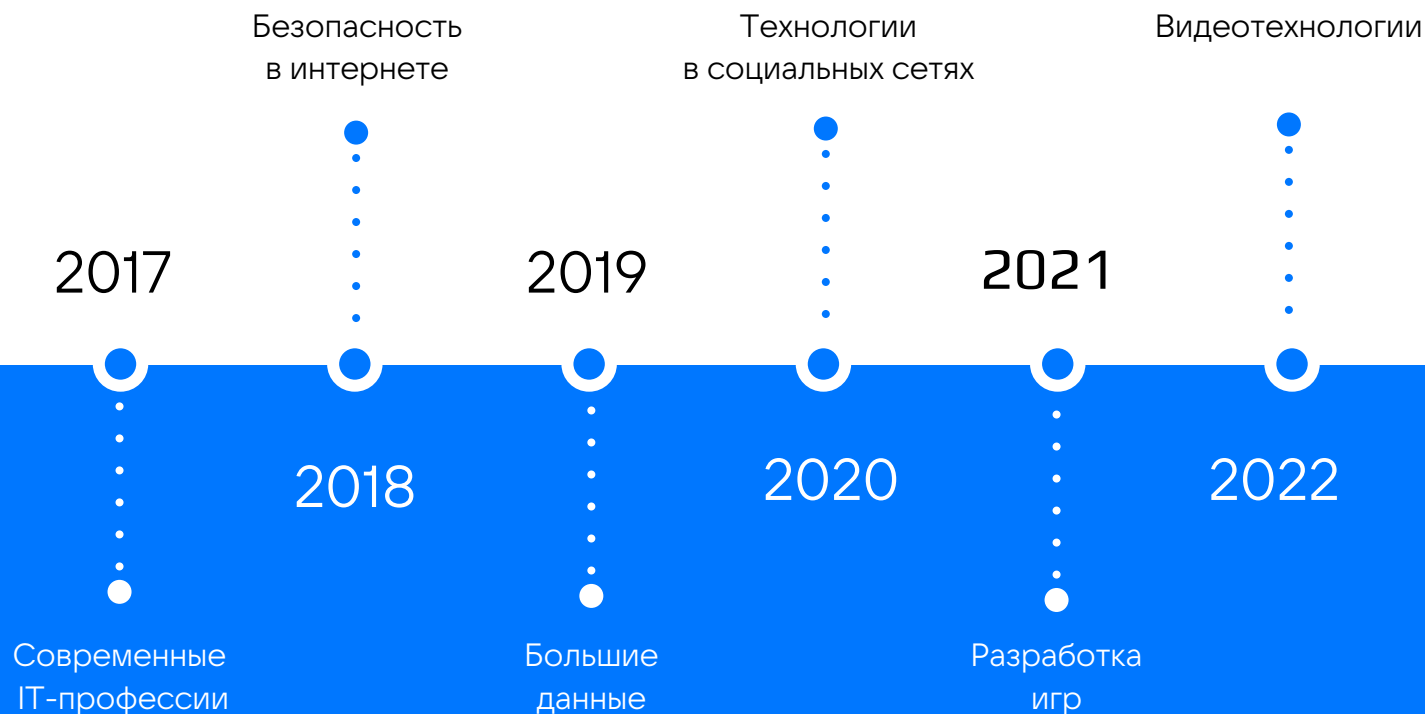 Безопасность
в интернете
Технологии
в социальных сетях
Видеотехнологии
2017
2019
2021
2018
2020
2022
Современные
IT-профессии
Большие
данные
Разработка
игр